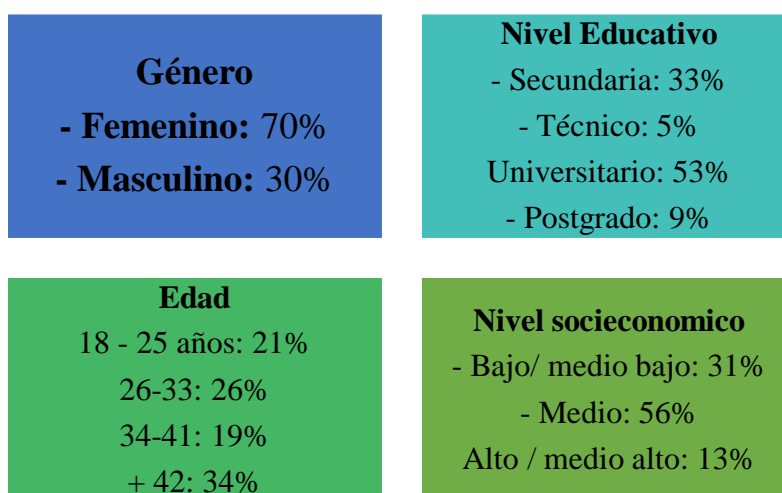 Género
- Femenino: 70%
- Masculino: 30%
Nivel Educativo
- Secundaria: 33%
- Técnico: 5%
Universitario: 53%
- Postgrado: 9%
Edad
18 - 25 años: 21%
26-33: 26%
34-41: 19%
+ 42: 34%
Nivel socieconomico
- Bajo/ medio bajo: 31%
- Medio: 56%
Alto / medio alto: 13%